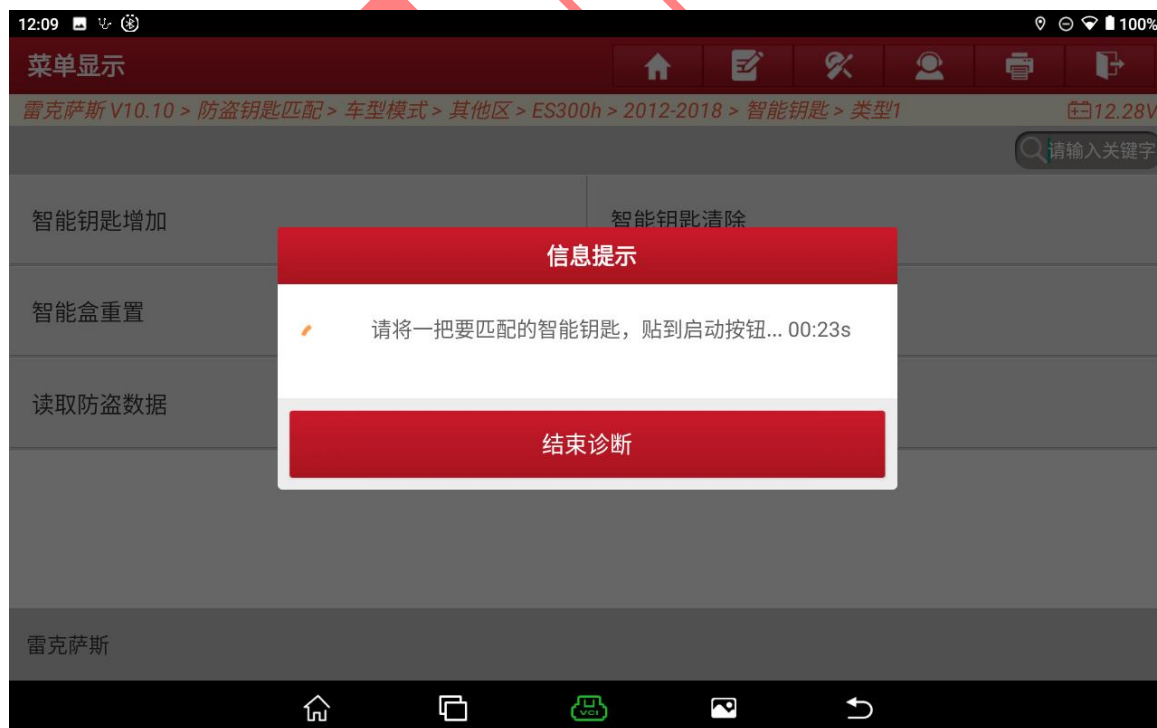 12:09
100%
菜单显示
雷克萨斯 V10.10 > 防盗钥匙匹配 > 车型模式 > 其他区 > ES300h > 2012-2018 > 智能钥匙 > 类型1
12.28V
请输入关键字
智能钥匙增加
智能钥匙清除
信息提示
智能盒重置
请将一把要匹配的智能钥匙，贴到启动按钮... 00:23s
读取防盗数据
结束诊断
雷克萨斯
VCI